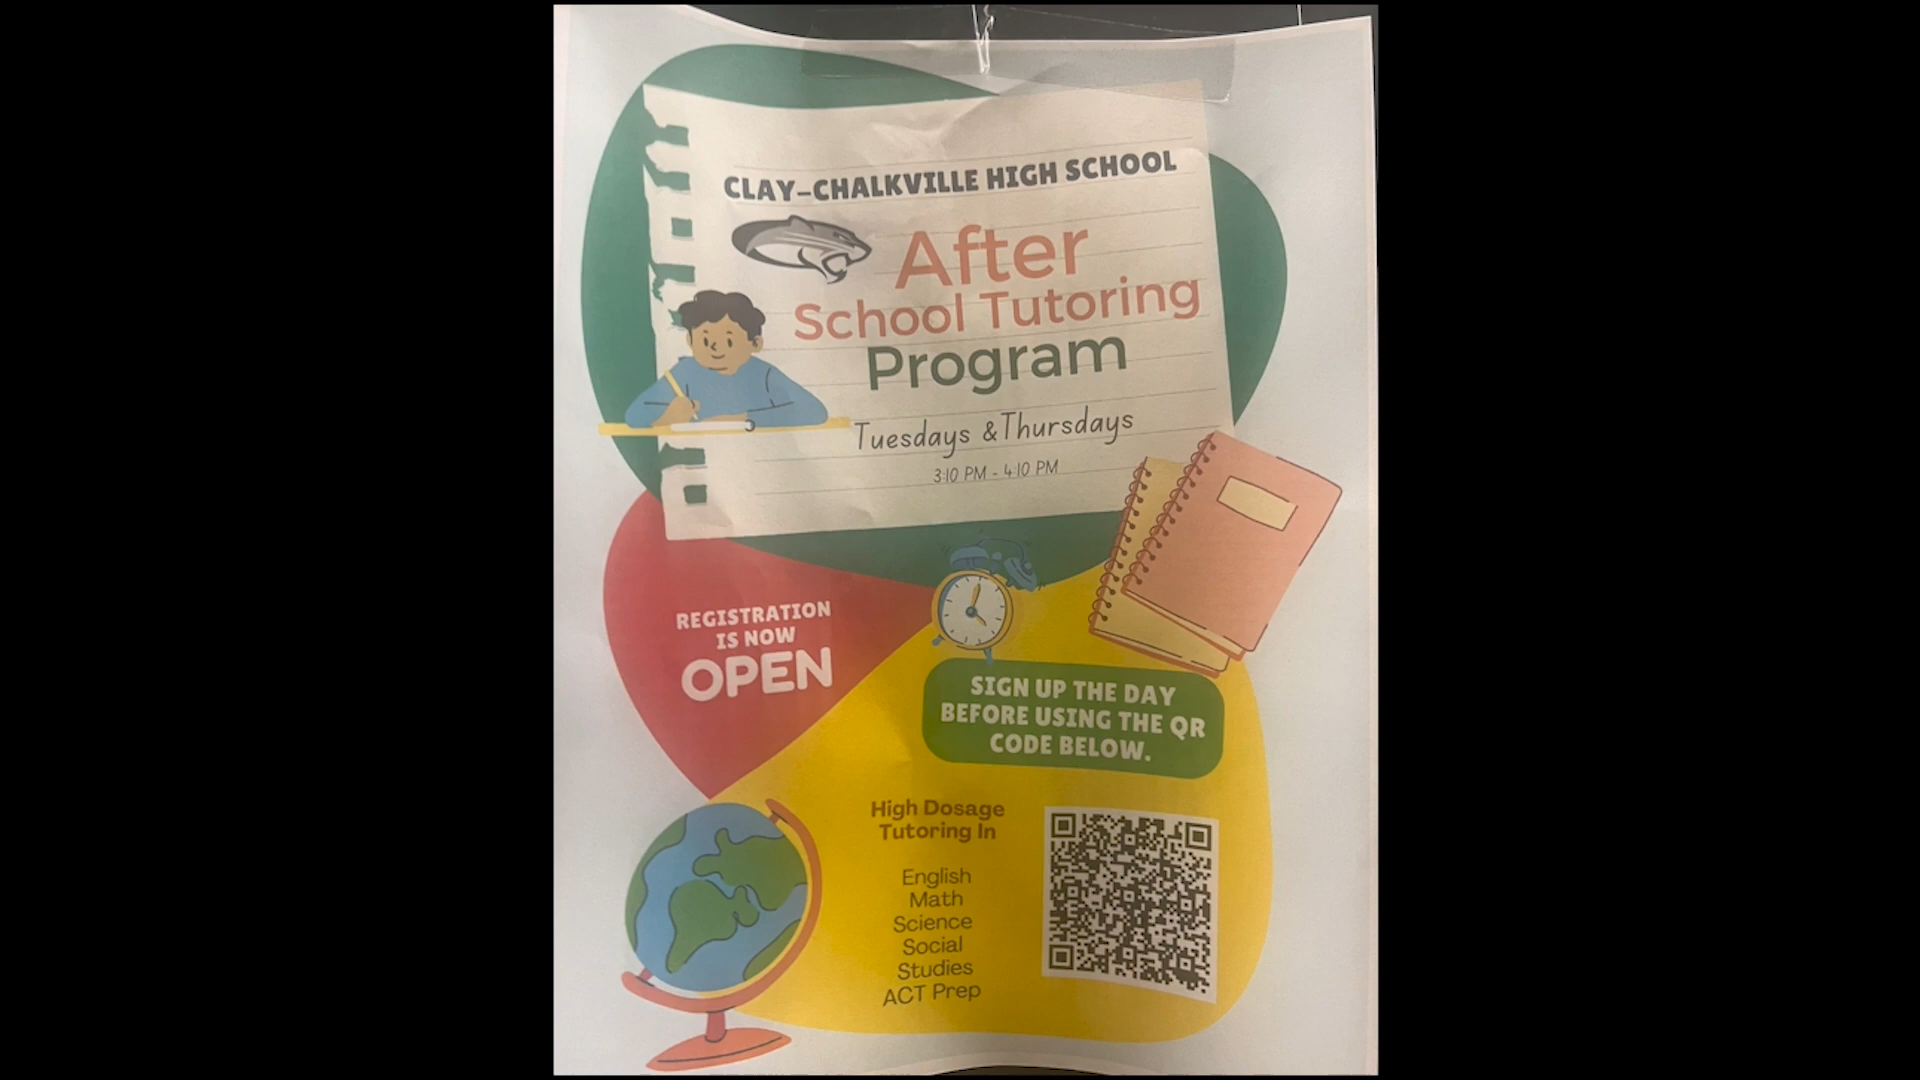 CLAY-CHALKVILLE HIGH SCHOOL
After
School Tutoring
Program
Tuesdays &Thursdays
3:10 PM - 4:10 PM
REGISTRATION
IS NOW
OPEN
SIGN UP THE DAY
BEFORE USING THE QR
CODE BELOW.
High Dosage
Tutoring In
English
Math
Science
Social
Studies
ACT Prep